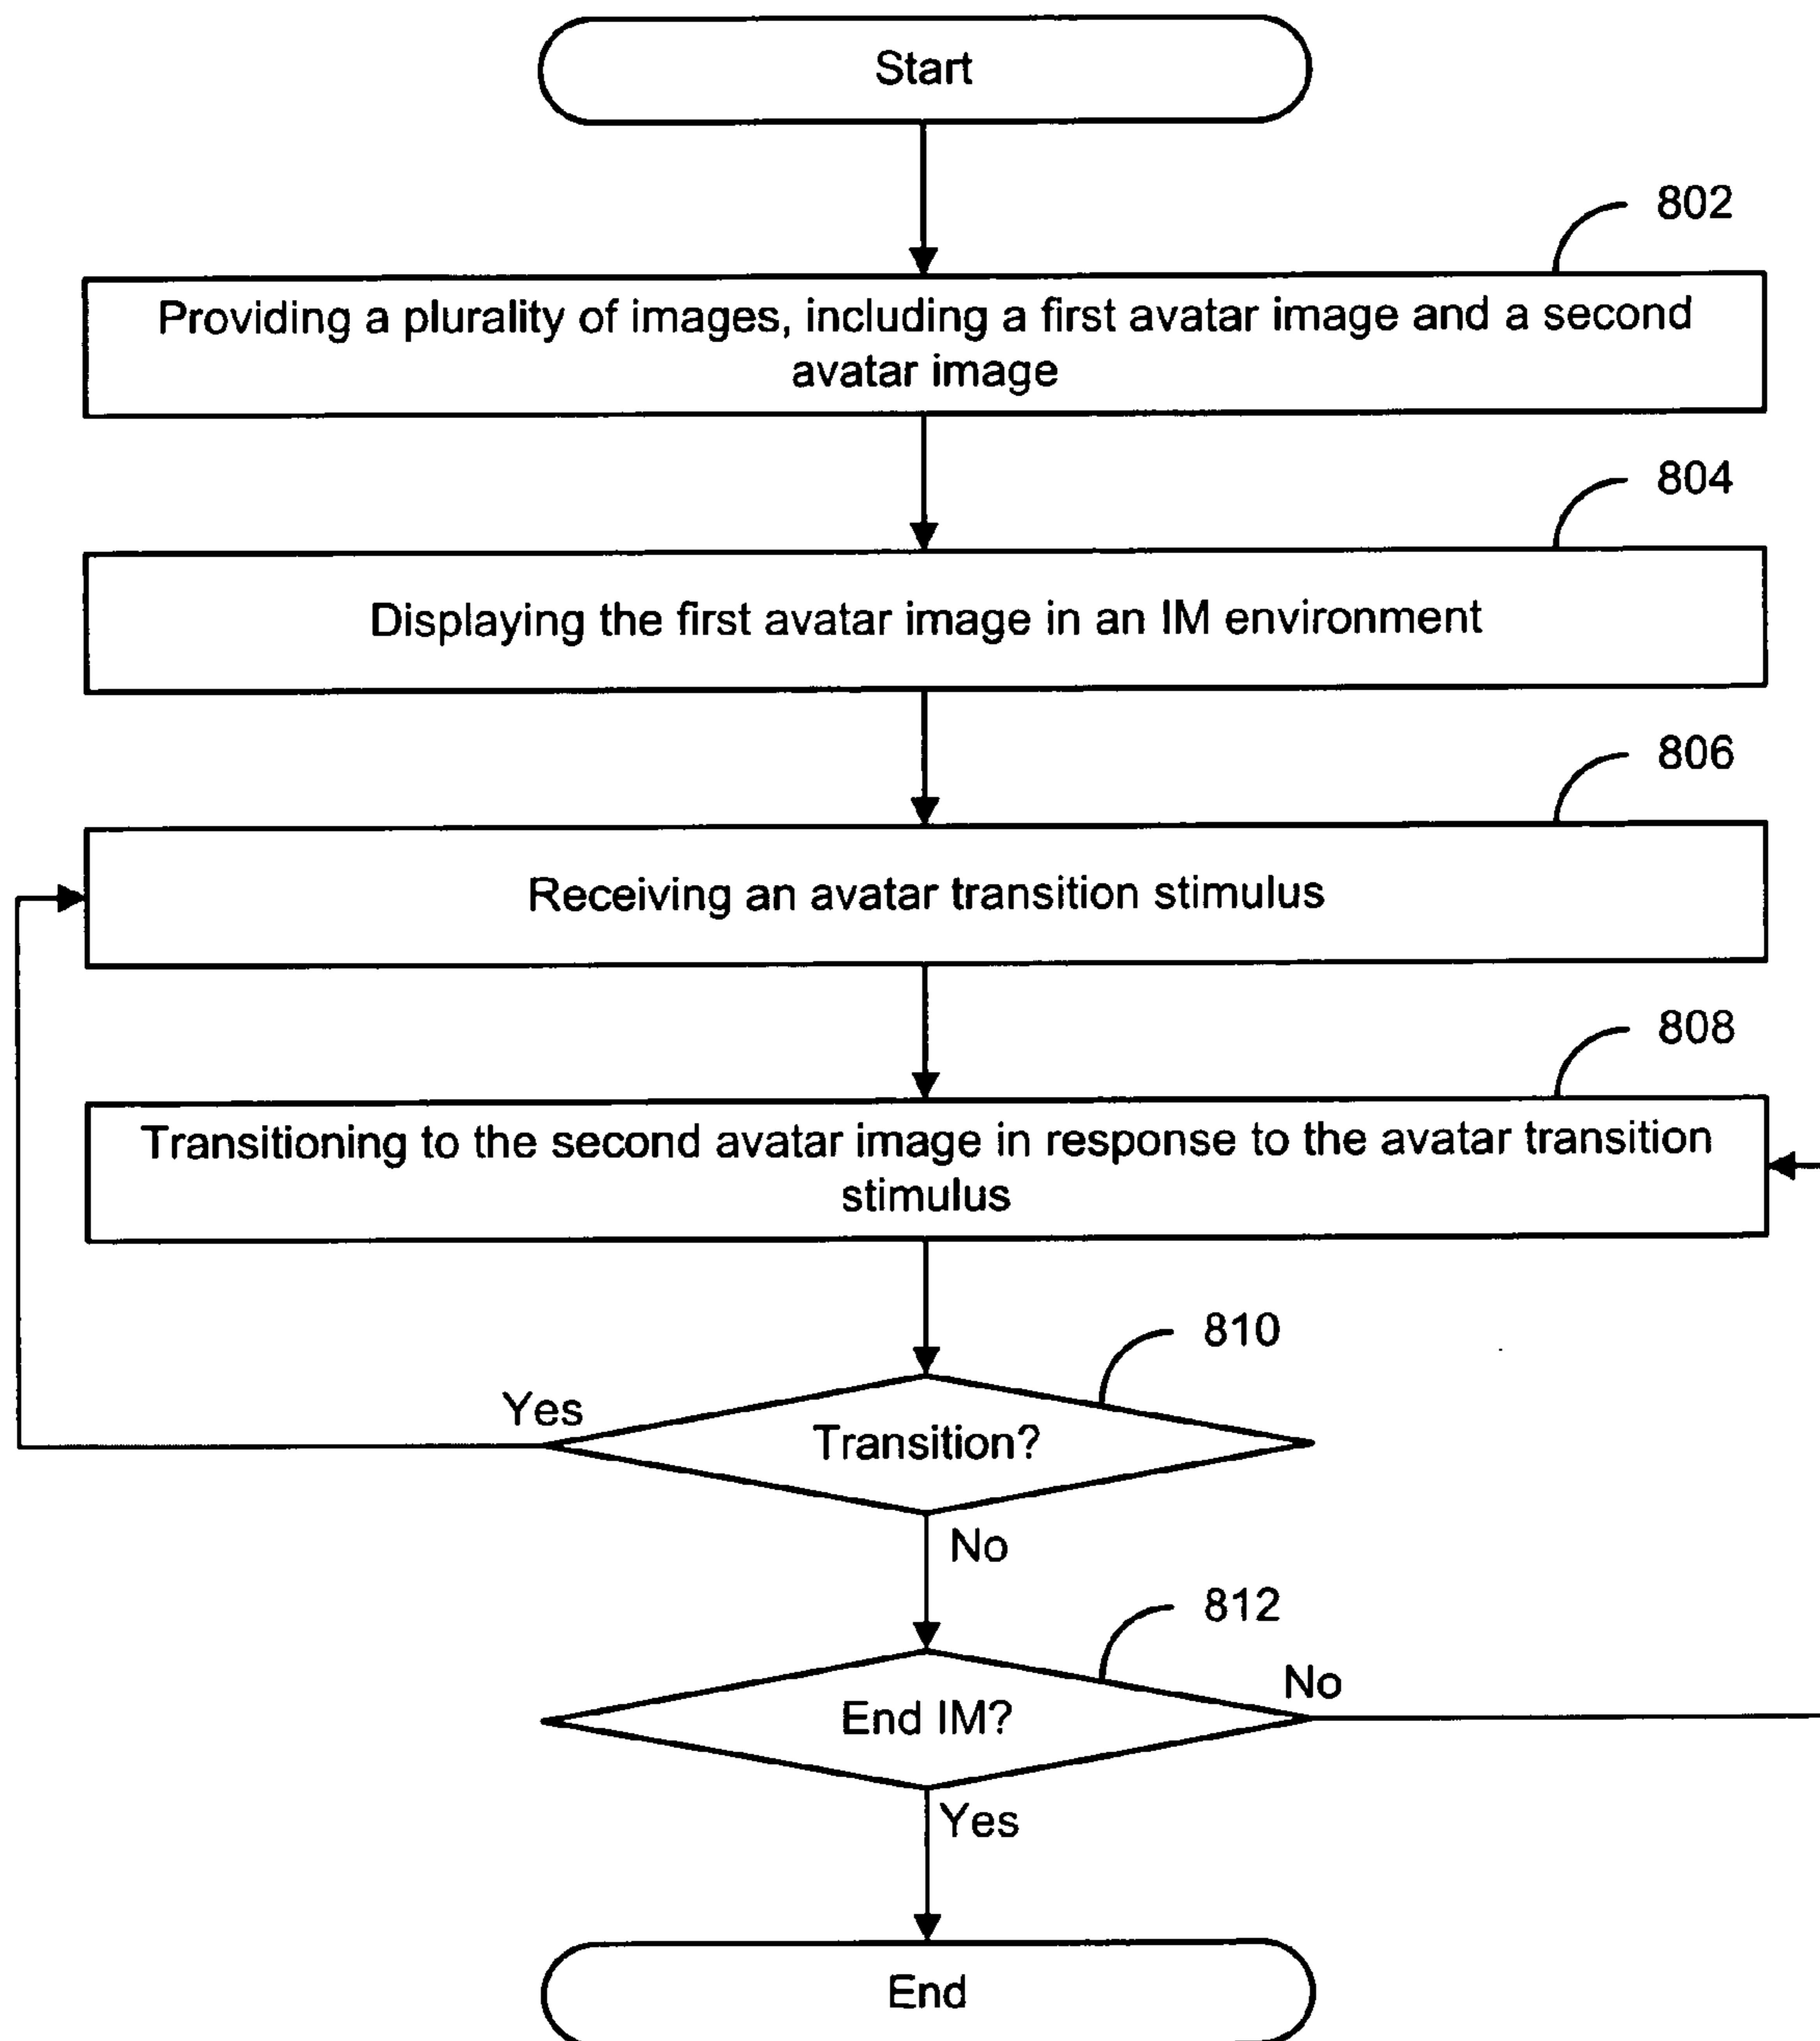 Start
802
Providing a plurality of images, including a first avatar image and a second
avatar image
804
Displaying the first avatar image in an IM environment
806
Receiving an avatar transition stimulus
808
Transitioning to the second avatar image in response to the avatar transition
stimulus
810
Yes
Transition?
No
812
No
End IM?
Yes
End